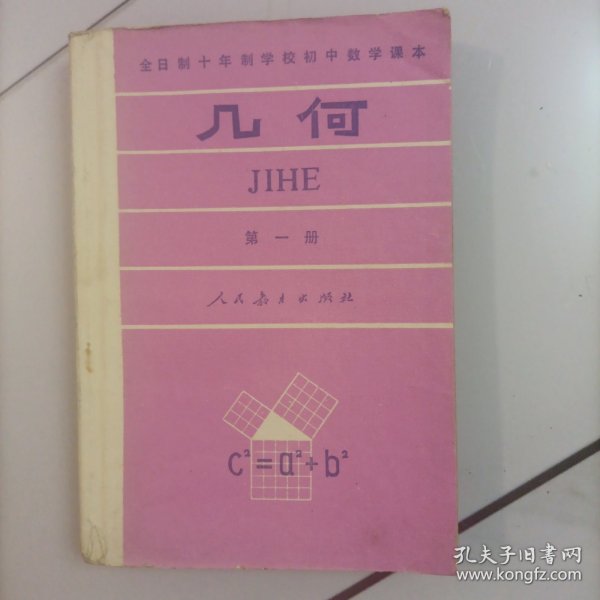 全日制十年制学校初中数学课本
几何
JIHE
第一册
人民教育出版社
c²=a²+b²
孔夫子旧书网
www.kongfz.com